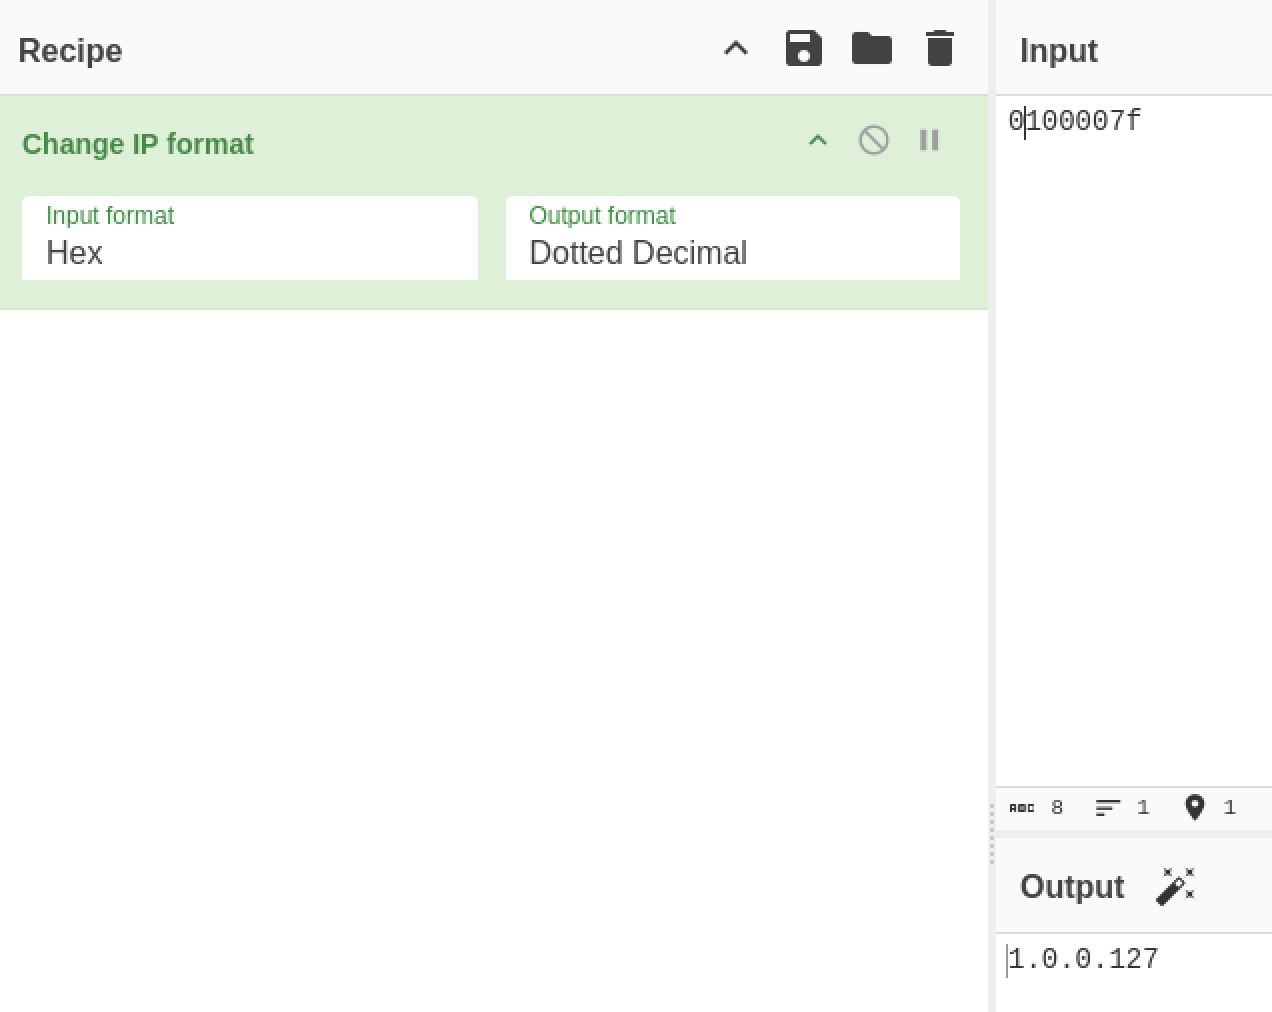 Recipe
Change IP format
Input format
Hex
Output format
Dotted Decimal
Input
0100007f
ABC 8 1 1
Output
1.0.0.127